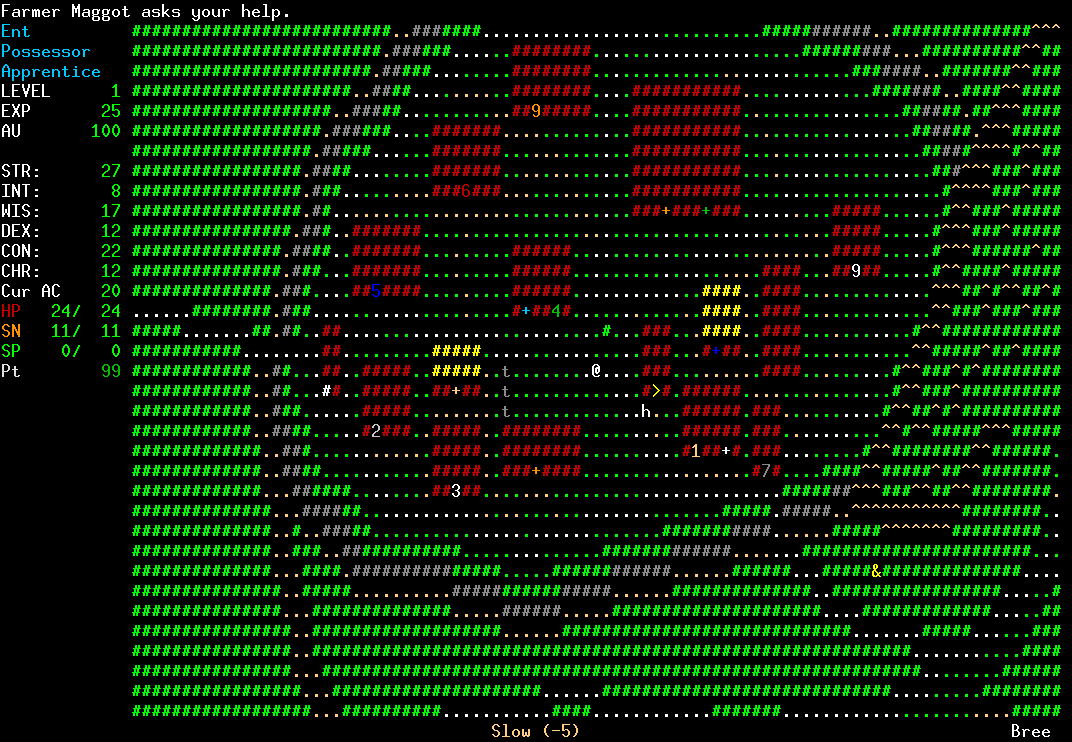 Farmer Maggot asks your help.
Ent
Possessor
Apprentice
LEVEL 1
EXP 25
AU 100
STR: 27
INT: 8
WIS: 17
DEX: 12
CON: 22
CHR: 12
Cur AC 20
HP 24/ 24
SN 11/ 11
SP 0/ 0
Pt 99
Slow (-5) Bree